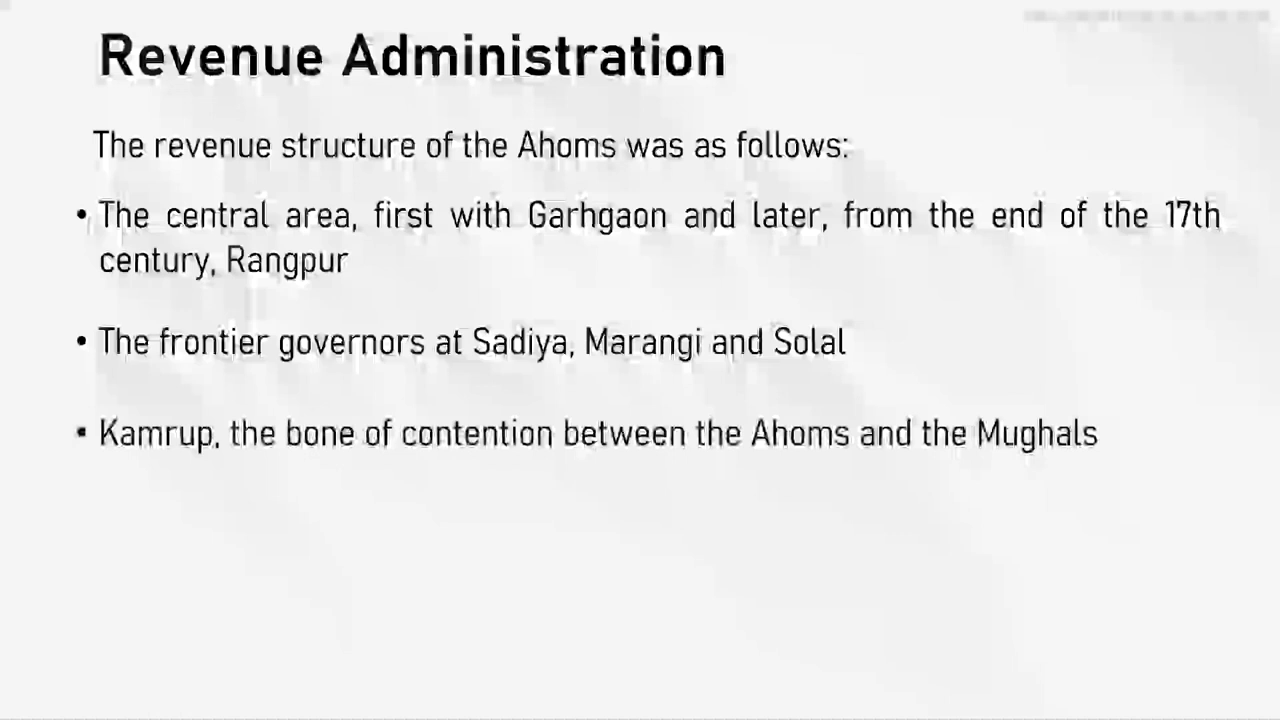 Revenue Administration
The revenue structure of the Ahoms was as follows:
• The central area, first with Garhgaon and later, from the end of the 17th
century, Rangpur
• The frontier governors at Sadiya, Marangi and Solal
• Kamrup, the bone of contention between the Ahoms and the Mughals